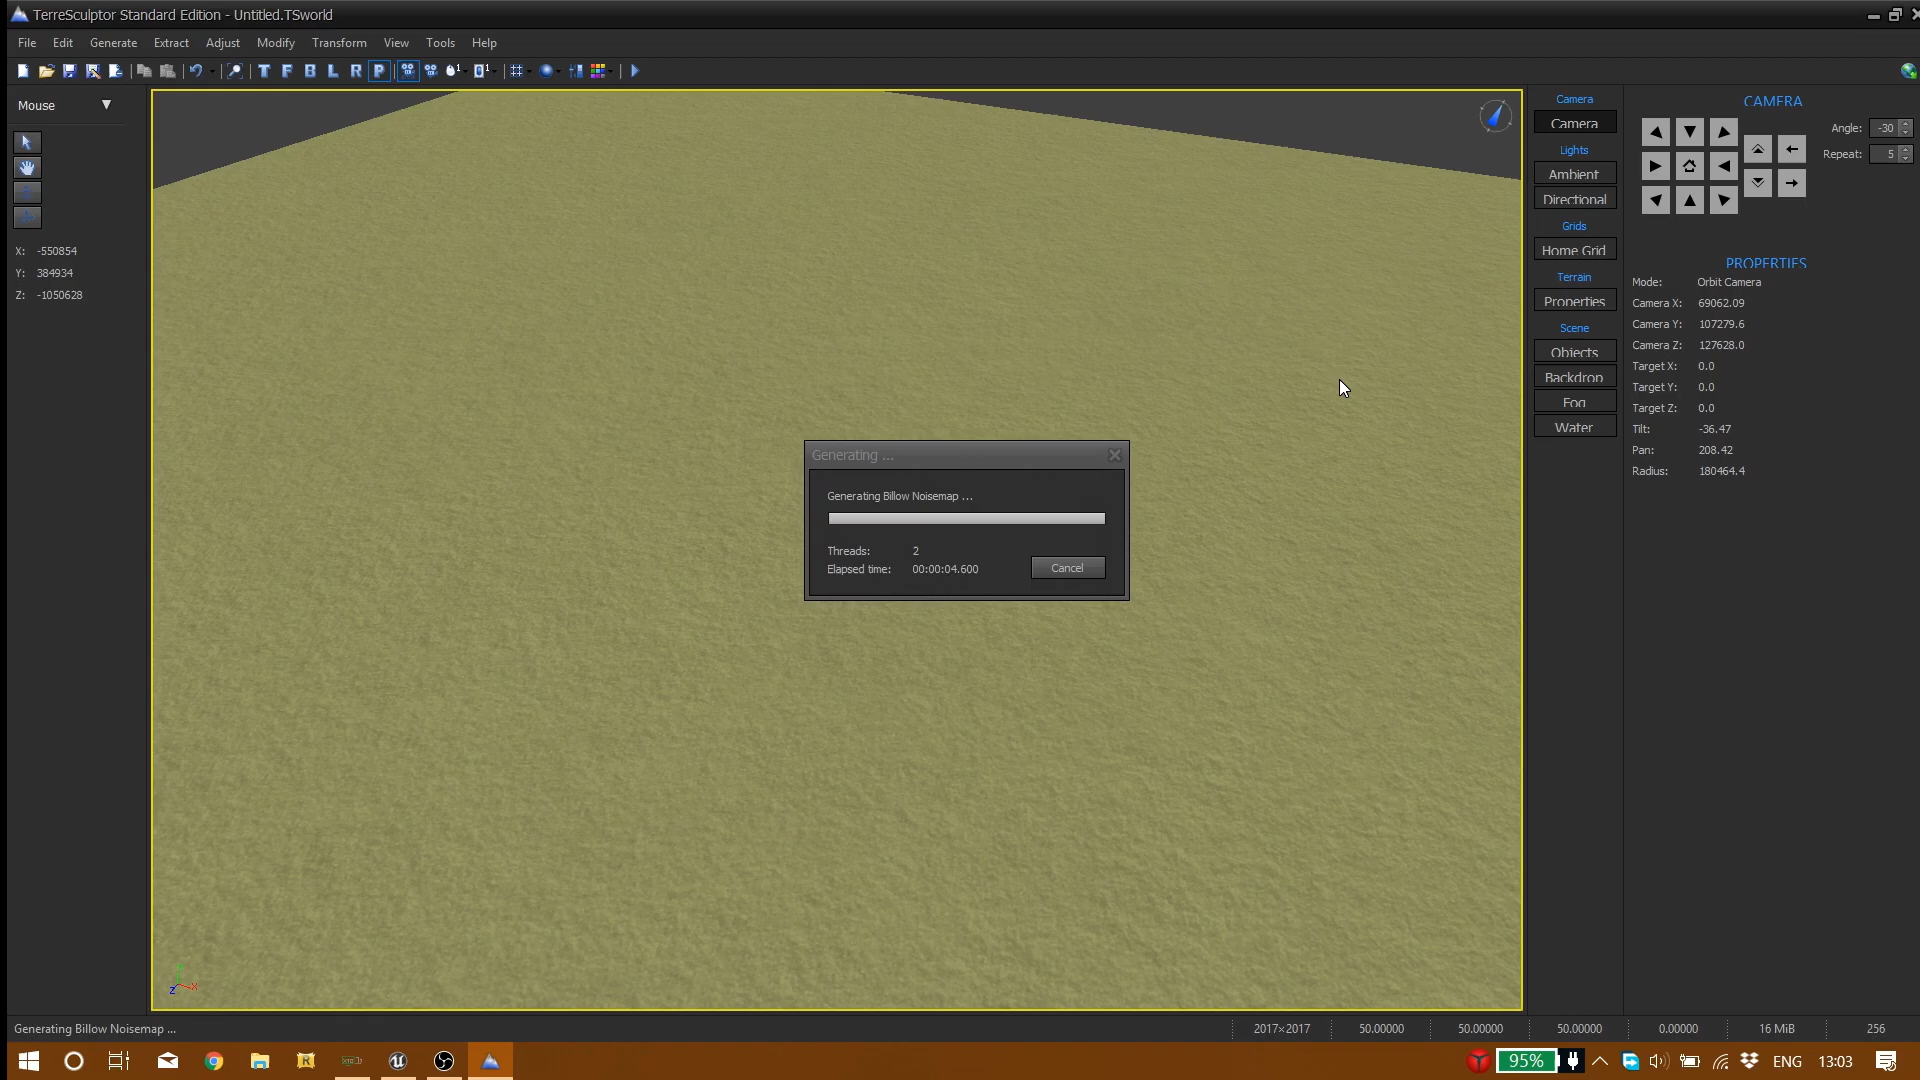 TerreSculptor Standard Edition - Untitled.TSworld
File Edit Generate Extract Adjust Modify Transform View Tools Help
T F B L R P
Mouse
X: -550854
Y: 384934
Z: -1050628
Generating ...
Generating Billow Noisemap ...
Threads: 2
Elapsed time: 00:00:04.600
Cancel
Camera
Camera
Lights
Ambient
Directional
Grids
Home Grid
Terrain
Properties
Scene
Objects
Backdrop
Fog
Water
CAMERA
Angle: -30
Repeat: 5
PROPERTIES
Mode: Orbit Camera
Camera X: 69062.09
Camera Y: 107279.6
Camera Z: 127628.0
Target X: 0.0
Target Y: 0.0
Target Z: 0.0
Tilt: -36.47
Pan: 208.42
Radius: 180464.4
Z X
Generating Billow Noisemap ...
2017×2017 50.00000 50.00000 50.00000 0.00000 16 MiB 256
95% ENG 13:03